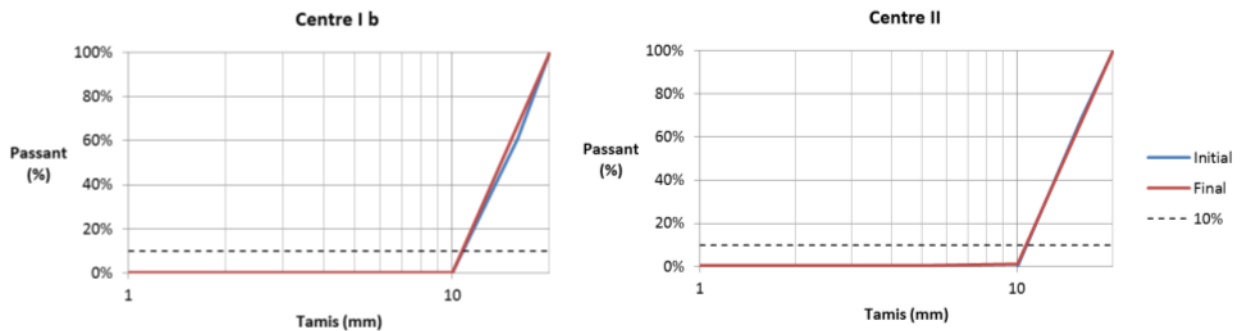 Centre I b
100%
80%
60%
40%
20%
0%
Passant
(%)
1
10
Tamis (mm)
Centre II
100%
80%
60%
40%
20%
0%
Passant
(%)
1
10
Tamis (mm)
Initial
Final
10%